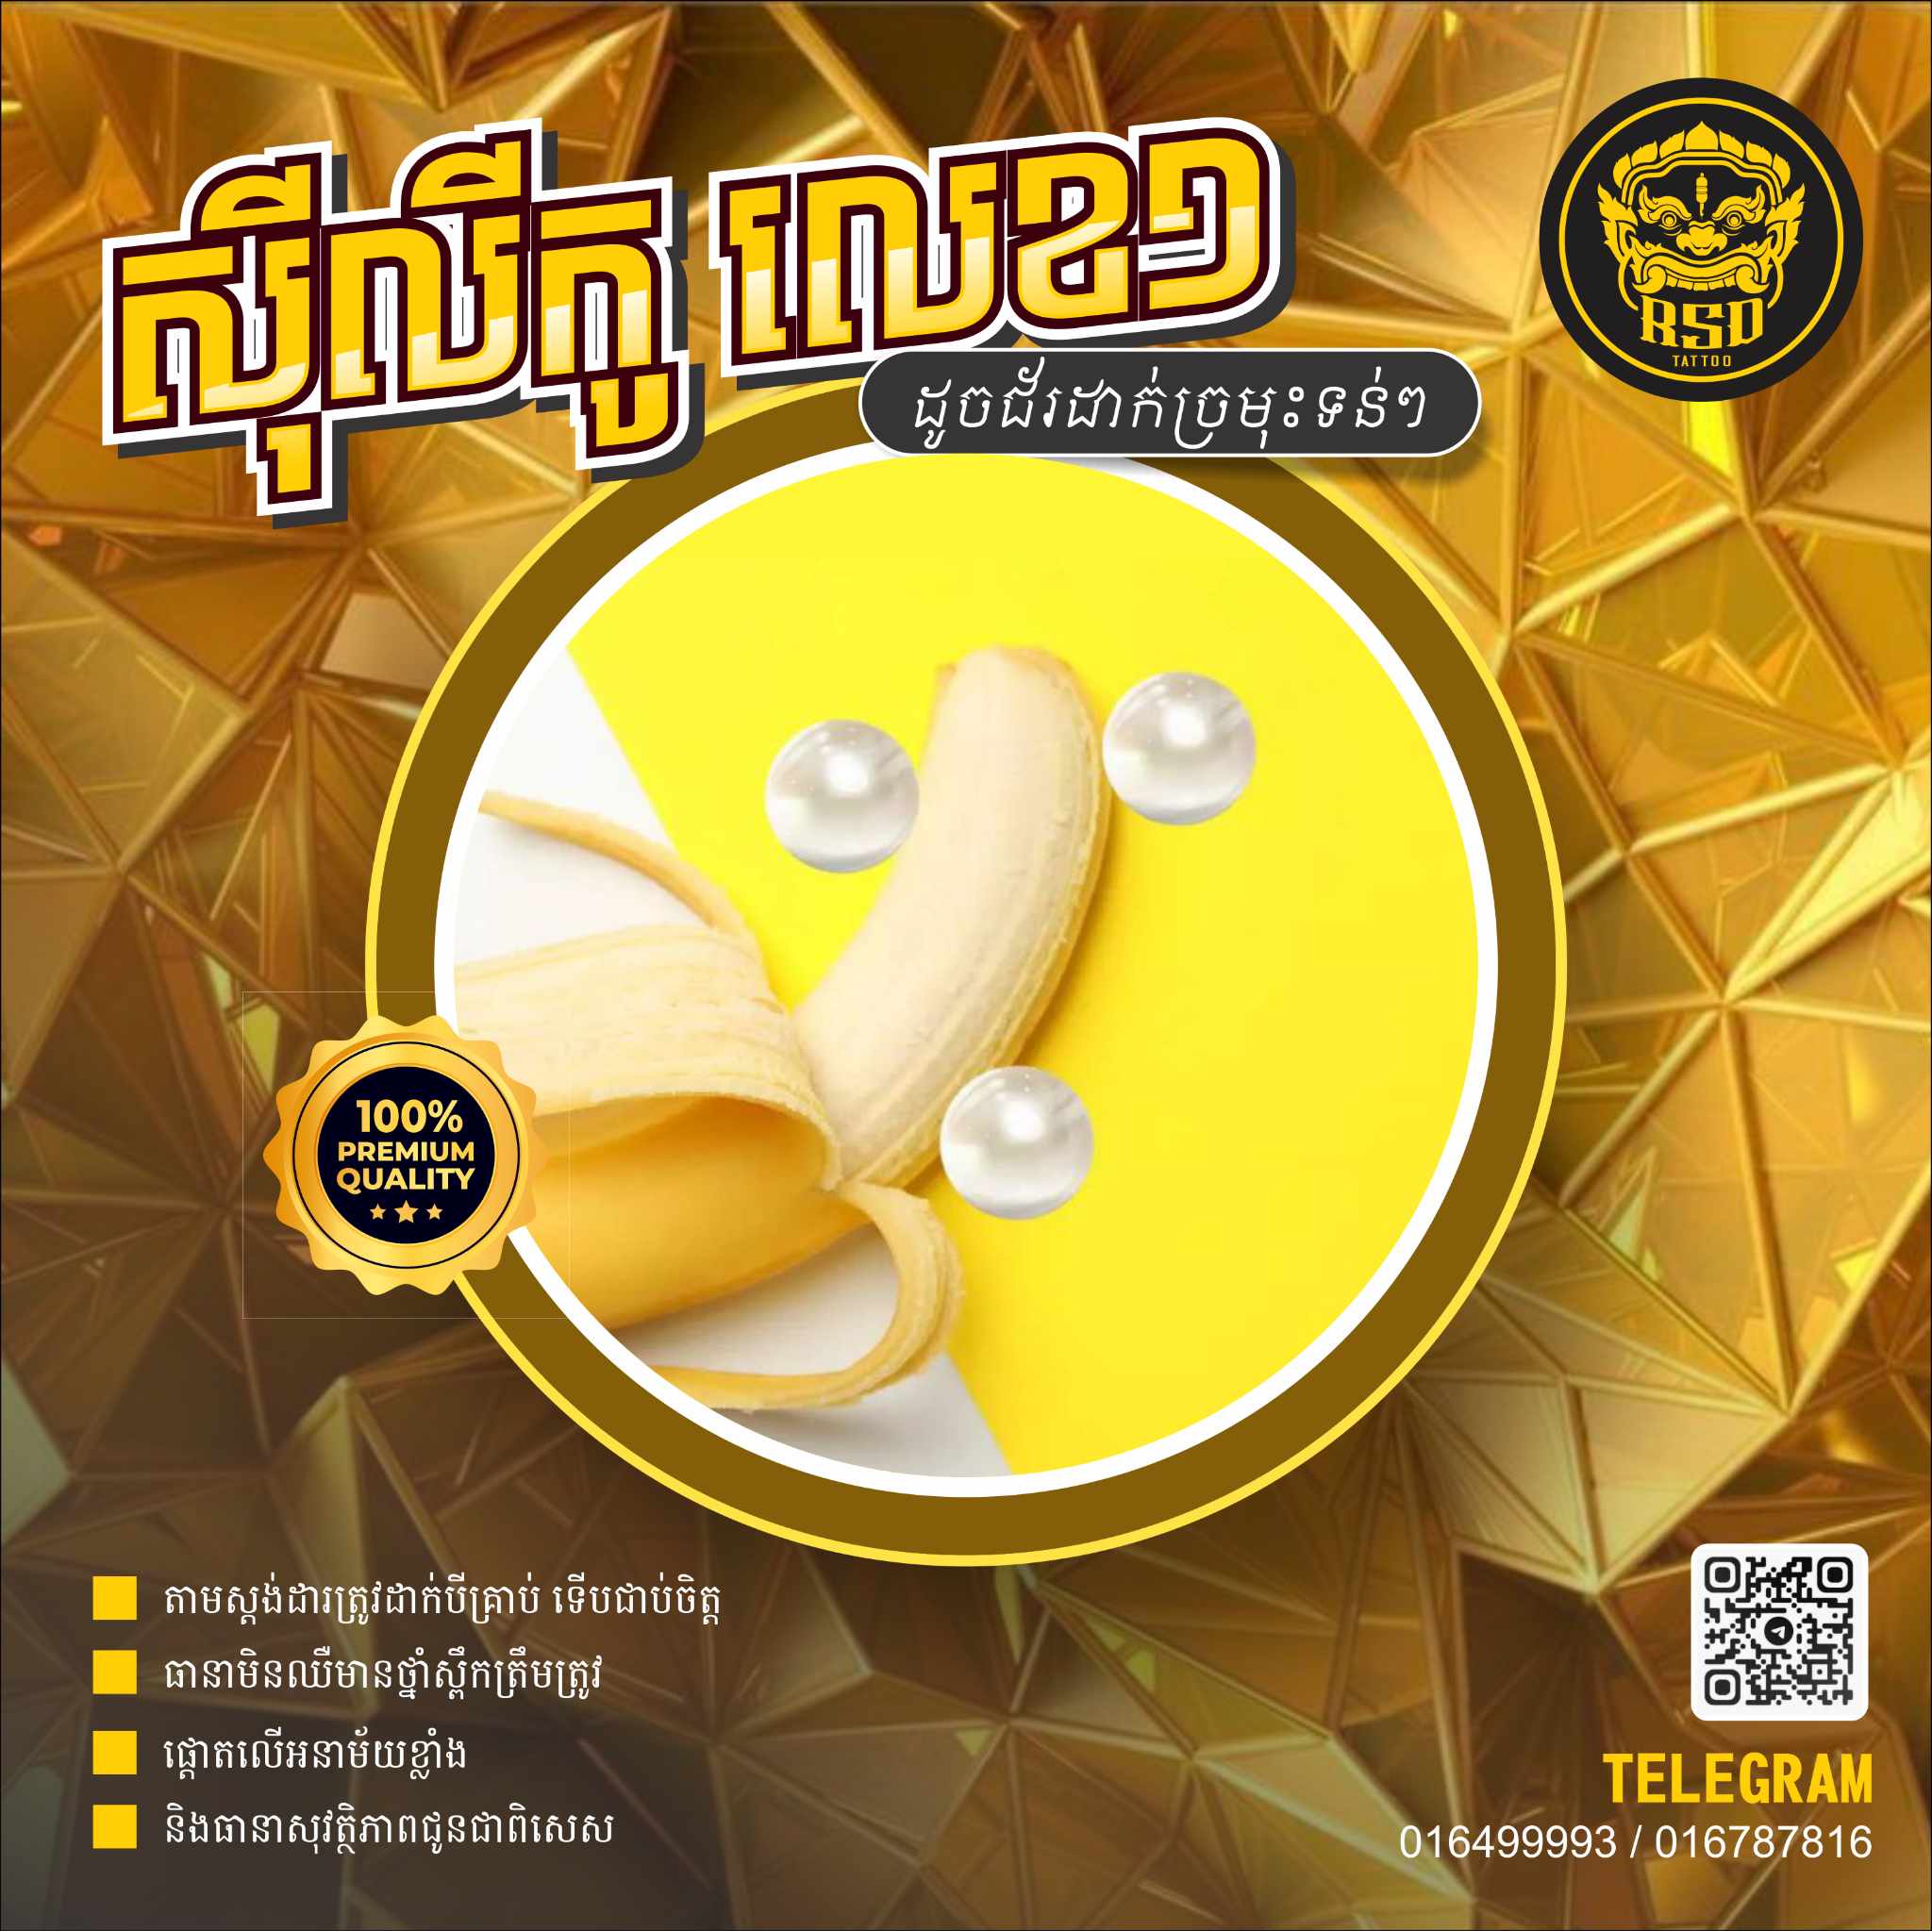 ស៊ីលីកូ លេខ១
ដូចជ័រដាក់ច្រមុះទន់ៗ
RSD
TATTOO
100%
PREMIUM
QUALITY
តាមស្តង់ដារត្រូវដាក់បីគ្រាប់ ទើបជាប់ចិត្ត
ធានាមិនឈឺមានថ្នាំស្ពឹកត្រឹមត្រូវ
ផ្តោតលើអនាម័យខ្លាំង
និងធានាសុវត្ថិភាពជូនជាពិសេស
TELEGRAM
016499993 / 016787816